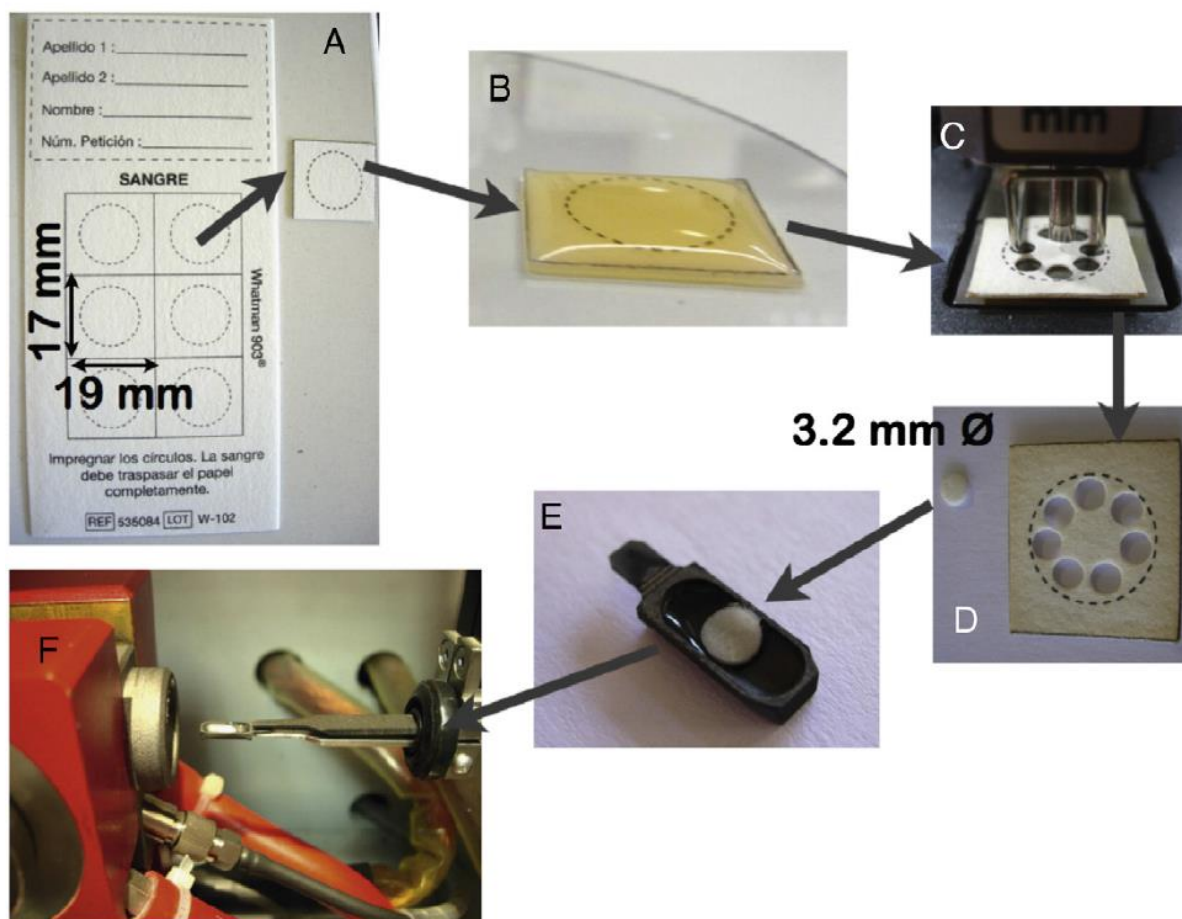 A
Apellido 1 :
Apellido 2 :
Nombre :
Núm. Petición :
SANGRE
17 mm
19 mm
Whatman 903®
Impregnar los círculos. La sangre
debe traspasar el papel
completamente.
REF 535084 LOT W-102
B
C
mm
3.2 mm Ø
D
E
F